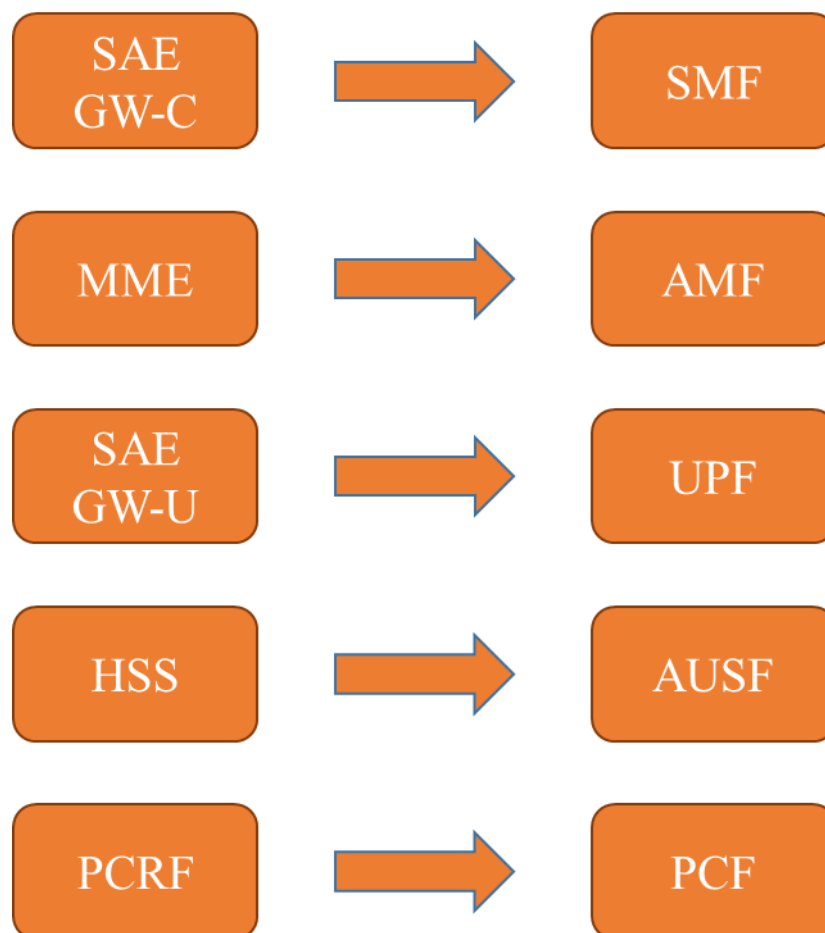 SAE
GW-C
SMF
MME
AMF
SAE
GW-U
UPF
HSS
AUSF
PCRF
PCF